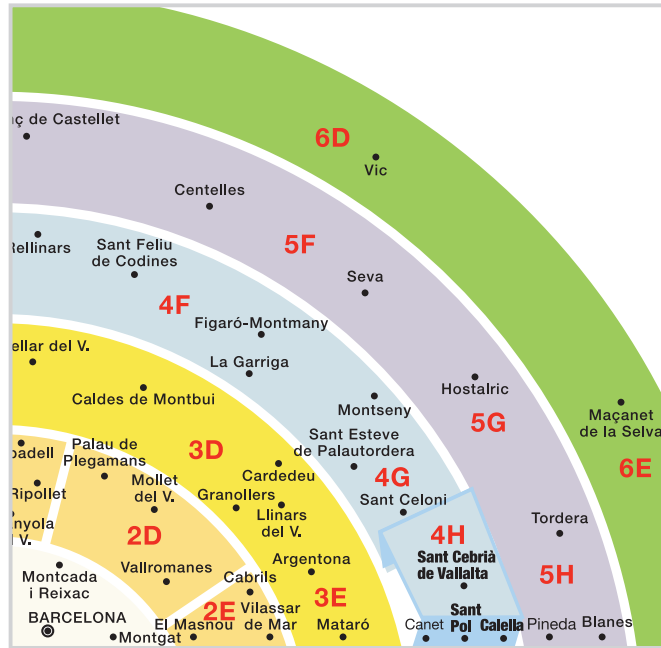 6D
Vic
ç de Castellet
Centelles
5F
Rellinars
Sant Feliu
de Codines
Seva
4F
Figaró-Montmany
ellar del V.
La Garriga
Hostalric
Caldes de Montbui
Montseny
5G
Maçanet
de la Selva
Sant Esteve
de Palautordera
3D
badell
Palau de
Plegamans
Cardedeu
4G
6E
Ripollet
Mollet
del V.
Granollers
Sant Celoni
Llinars
del V.
Tordera
nyola
V.
2D
4H
Sant Cebrià
de Vallalta
Argentona
5H
Montcada
i Reixac
Vallromanes
Cabrils
3E
BARCELONA
2E
Vilassar
de Mar
El Masnou
Montgat
Mataró
Canet
Sant
Pol
Calella
Pineda
Blanes